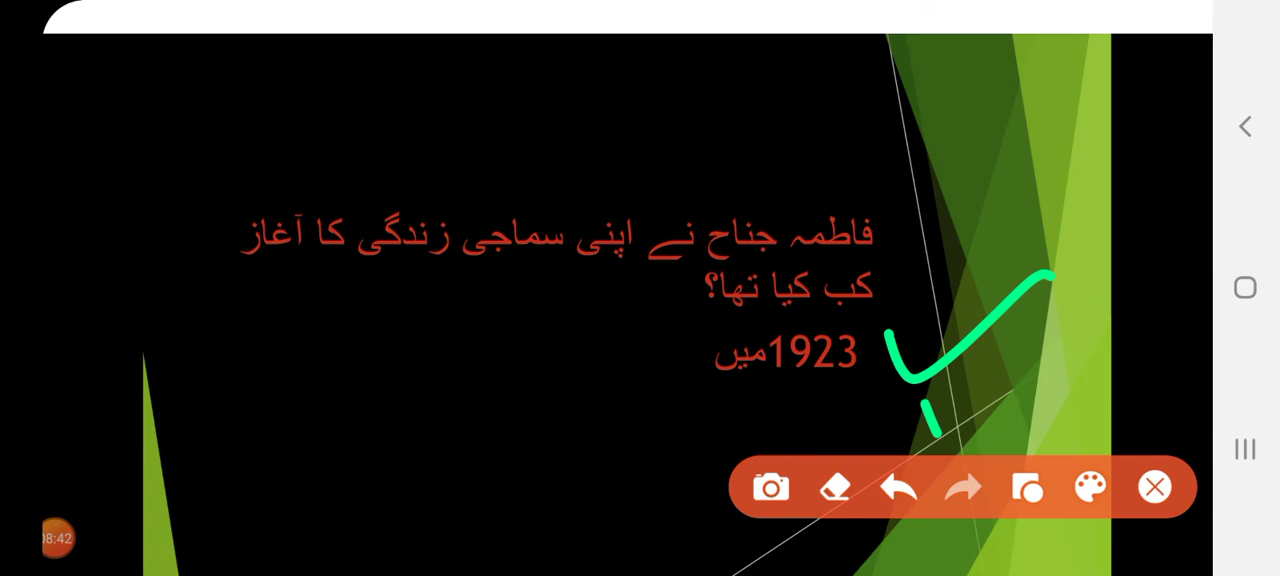 فاطمہ جناح نے اپنی سماجی زندگی کا آغاز
کب کیا تھا؟
1923میں
08:42